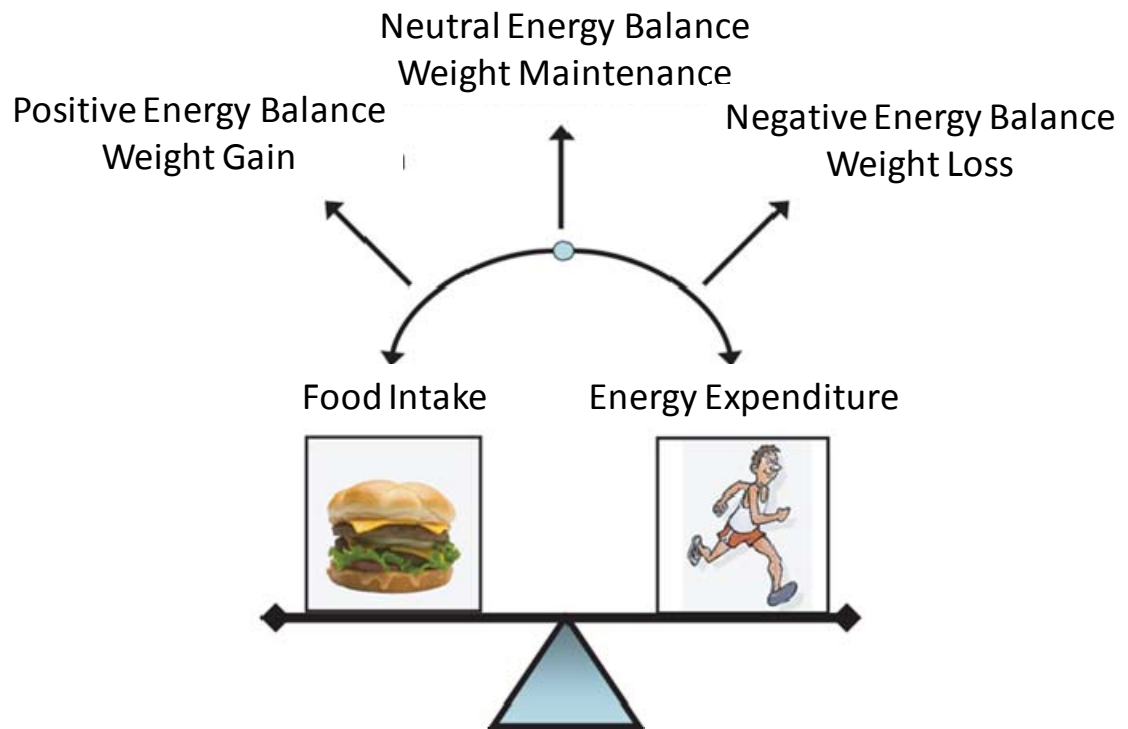 Neutral Energy Balance
Weight Maintenance
Positive Energy Balance
Weight Gain
Negative Energy Balance
Weight Loss
Food Intake
Energy Expenditure